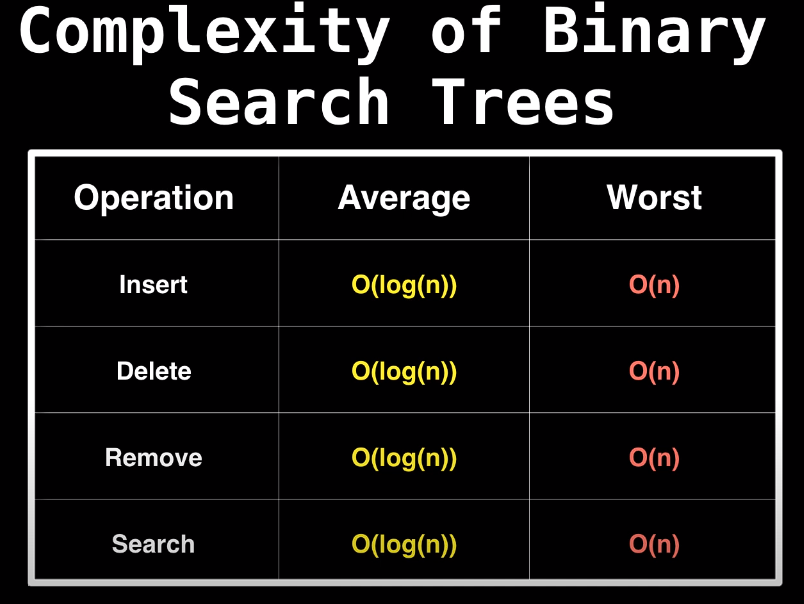 Complexity of Binary
Search Trees
Operation Average Worst
Insert O(log(n)) O(n)
Delete O(log(n)) O(n)
Remove O(log(n)) O(n)
Search O(log(n)) O(n)